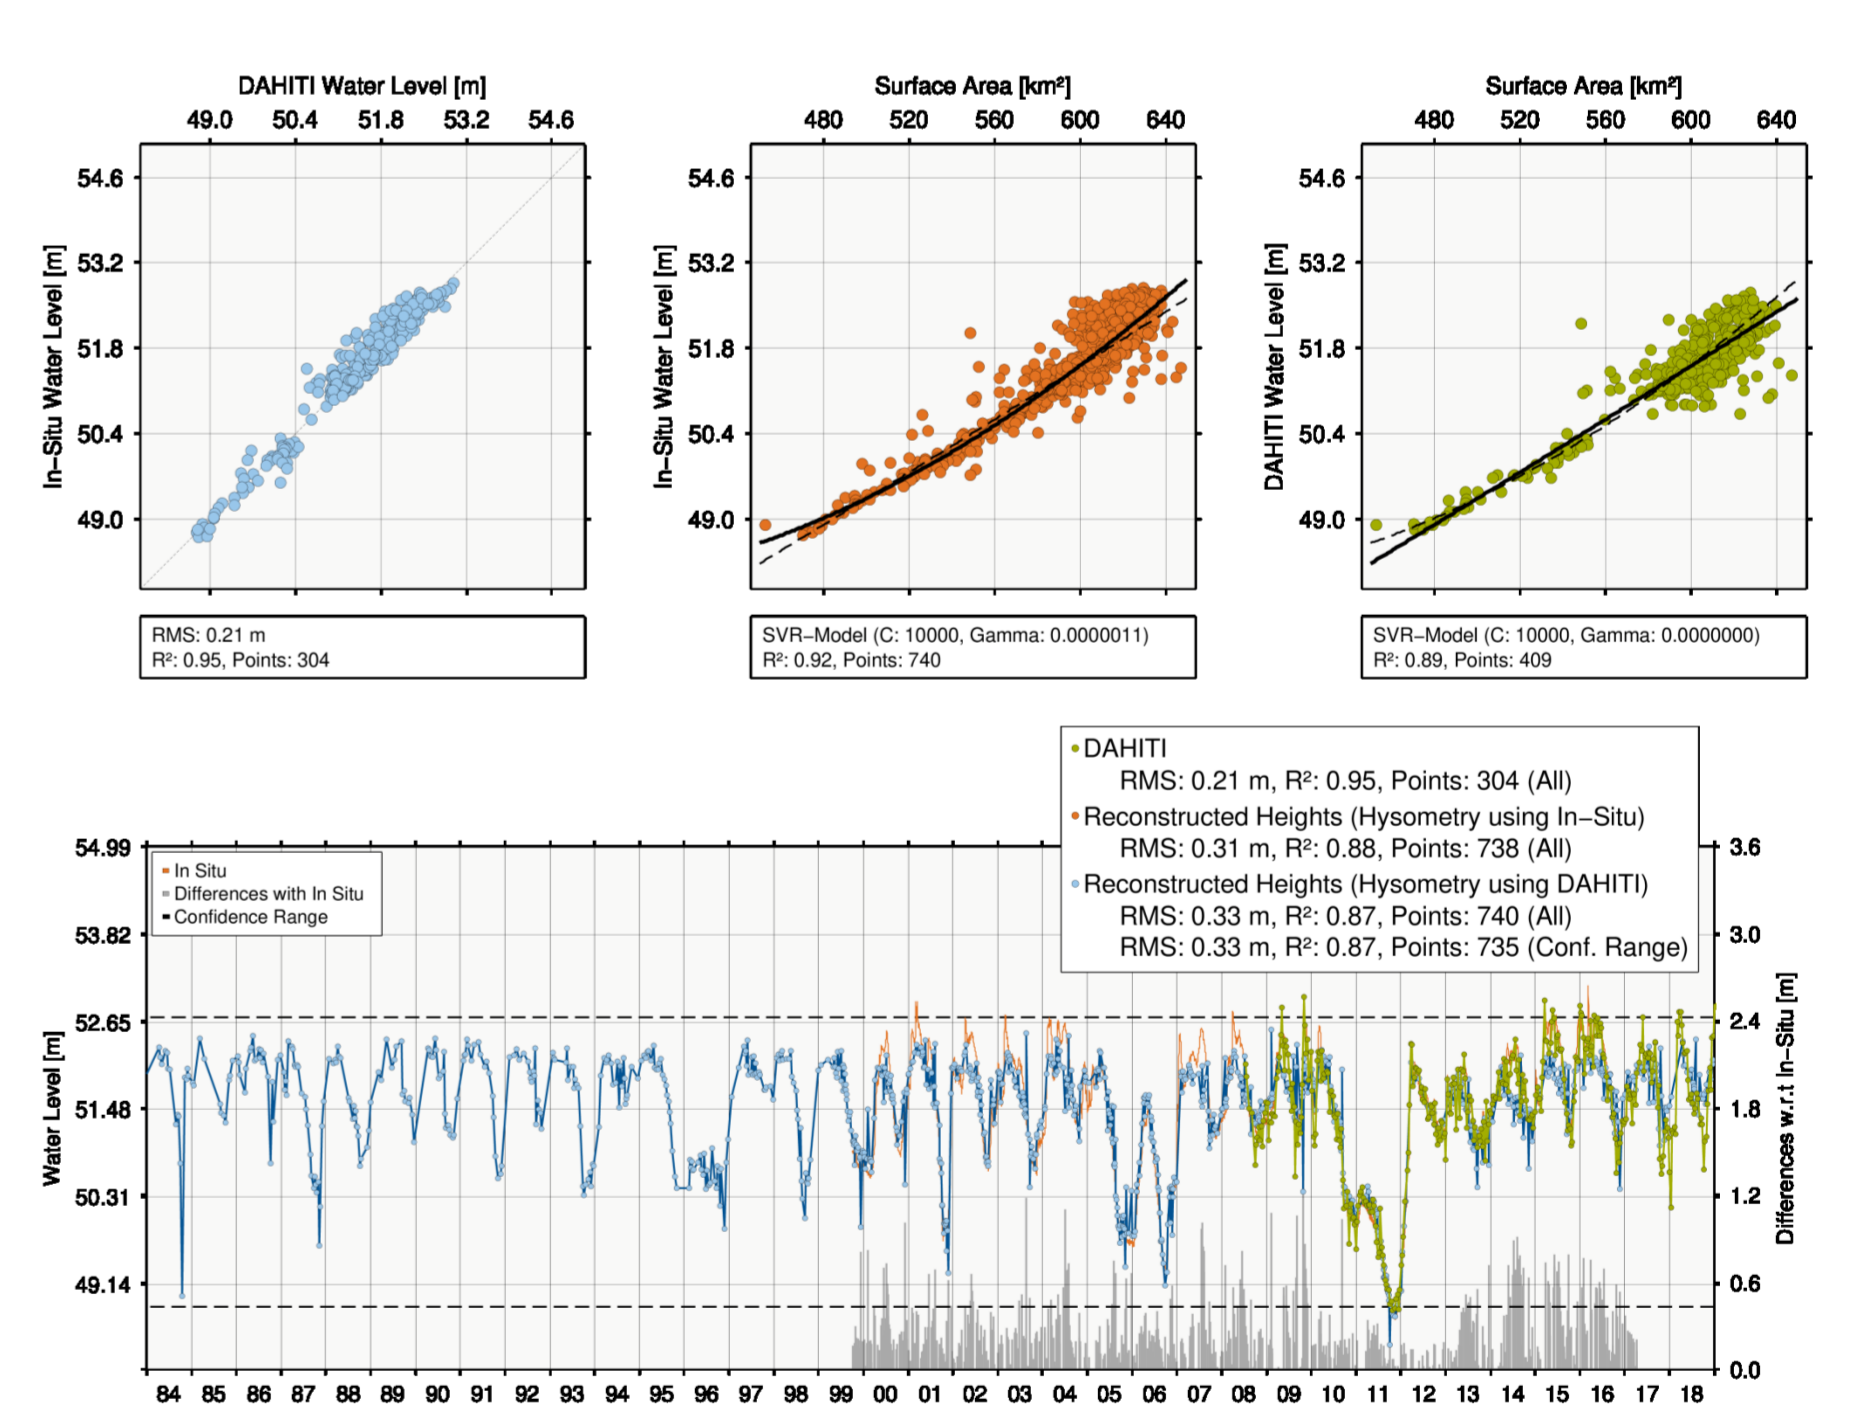 DAHITI Water Level [m]
49.0 50.4 51.8 53.2 54.6
In-Situ Water Level [m]
54.6
53.2
51.8
50.4
49.0
RMS: 0.21 m
R²: 0.95, Points: 304
Surface Area [km²]
480 520 560 600 640
In-Situ Water Level [m]
54.6
53.2
51.8
50.4
49.0
SVR-Model (C: 10000, Gamma: 0.0000011)
R²: 0.92, Points: 740
Surface Area [km²]
480 520 560 600 640
DAHITI Water Level [m]
54.6
53.2
51.8
50.4
49.0
SVR-Model (C: 10000, Gamma: 0.0000000)
R²: 0.89, Points: 409
DAHITI
RMS: 0.21 m, R²: 0.95, Points: 304 (All)
Reconstructed Heights (Hysometry using In-Situ)
RMS: 0.31 m, R²: 0.88, Points: 738 (All)
Reconstructed Heights (Hysometry using DAHITI)
RMS: 0.33 m, R²: 0.87, Points: 740 (All)
RMS: 0.33 m, R²: 0.87, Points: 735 (Conf. Range)
In Situ
Differences with In Situ
Confidence Range
Water Level [m]
54.99
53.82
52.65
51.48
50.31
49.14
3.6
3.0
2.4
1.8
1.2
0.6
0.0
Differences w.r.t In-Situ [m]
84 85 86 87 88 89 90 91 92 93 94 95 96 97 98 99 00 01 02 03 04 05 06 07 08 09 10 11 12 13 14 15 16 17 18